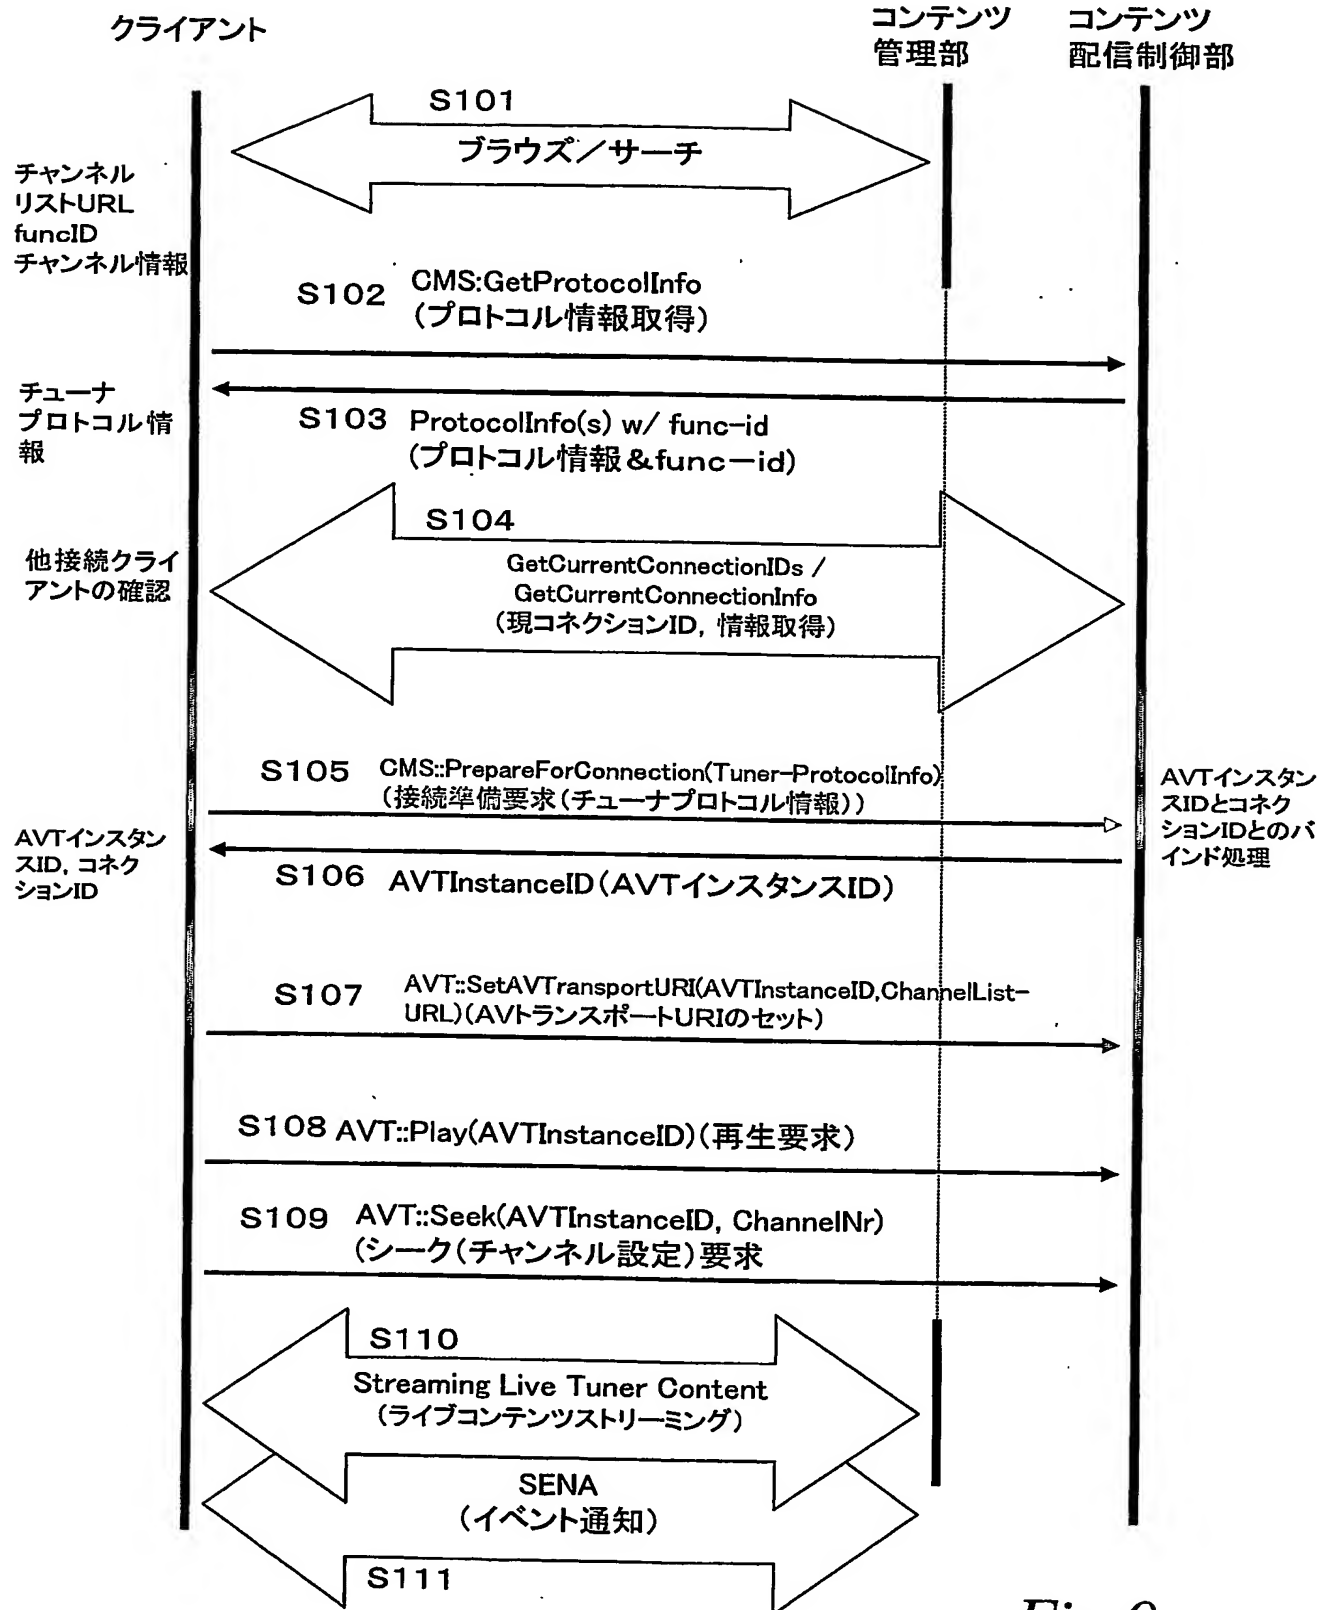 クライアント
コンテンツ
管理部
コンテンツ
配信制御部
S101
ブラウズ／サーチ
チャンネル
リストURL
funcID
チャンネル情報
S102
CMS:GetProtocolInfo
(プロトコル情報取得)
チューナ
プロトコル情
報
S103
ProtocolInfo(s) w/ func-id
(プロトコル情報&func－id)
S104
GetCurrentConnectionIDs /
GetCurrentConnectionInfo
(現コネクションID, 情報取得)
他接続クライ
アントの確認
S105
CMS::PrepareForConnection(Tuner-ProtocolInfo)
(接続準備要求(チューナプロトコル情報))
AVTインスタン
スIDとコネク
ションIDとのバ
インド処理
AVTインスタン
スID, コネク
ションID
S106
AVTInstanceID(AVTインスタンスID)
S107
AVT::SetAVTransportURI(AVTInstanceID,ChannelList-
URL)(AVトランスポートURIのセット)
S108
AVT::Play(AVTInstanceID)(再生要求)
S109
AVT::Seek(AVTInstanceID, ChannelNr)
(シーク(チャンネル設定)要求
S110
Streaming Live Tuner Content
(ライブコンテンツストリーミング)
SENA
(イベント通知)
S111